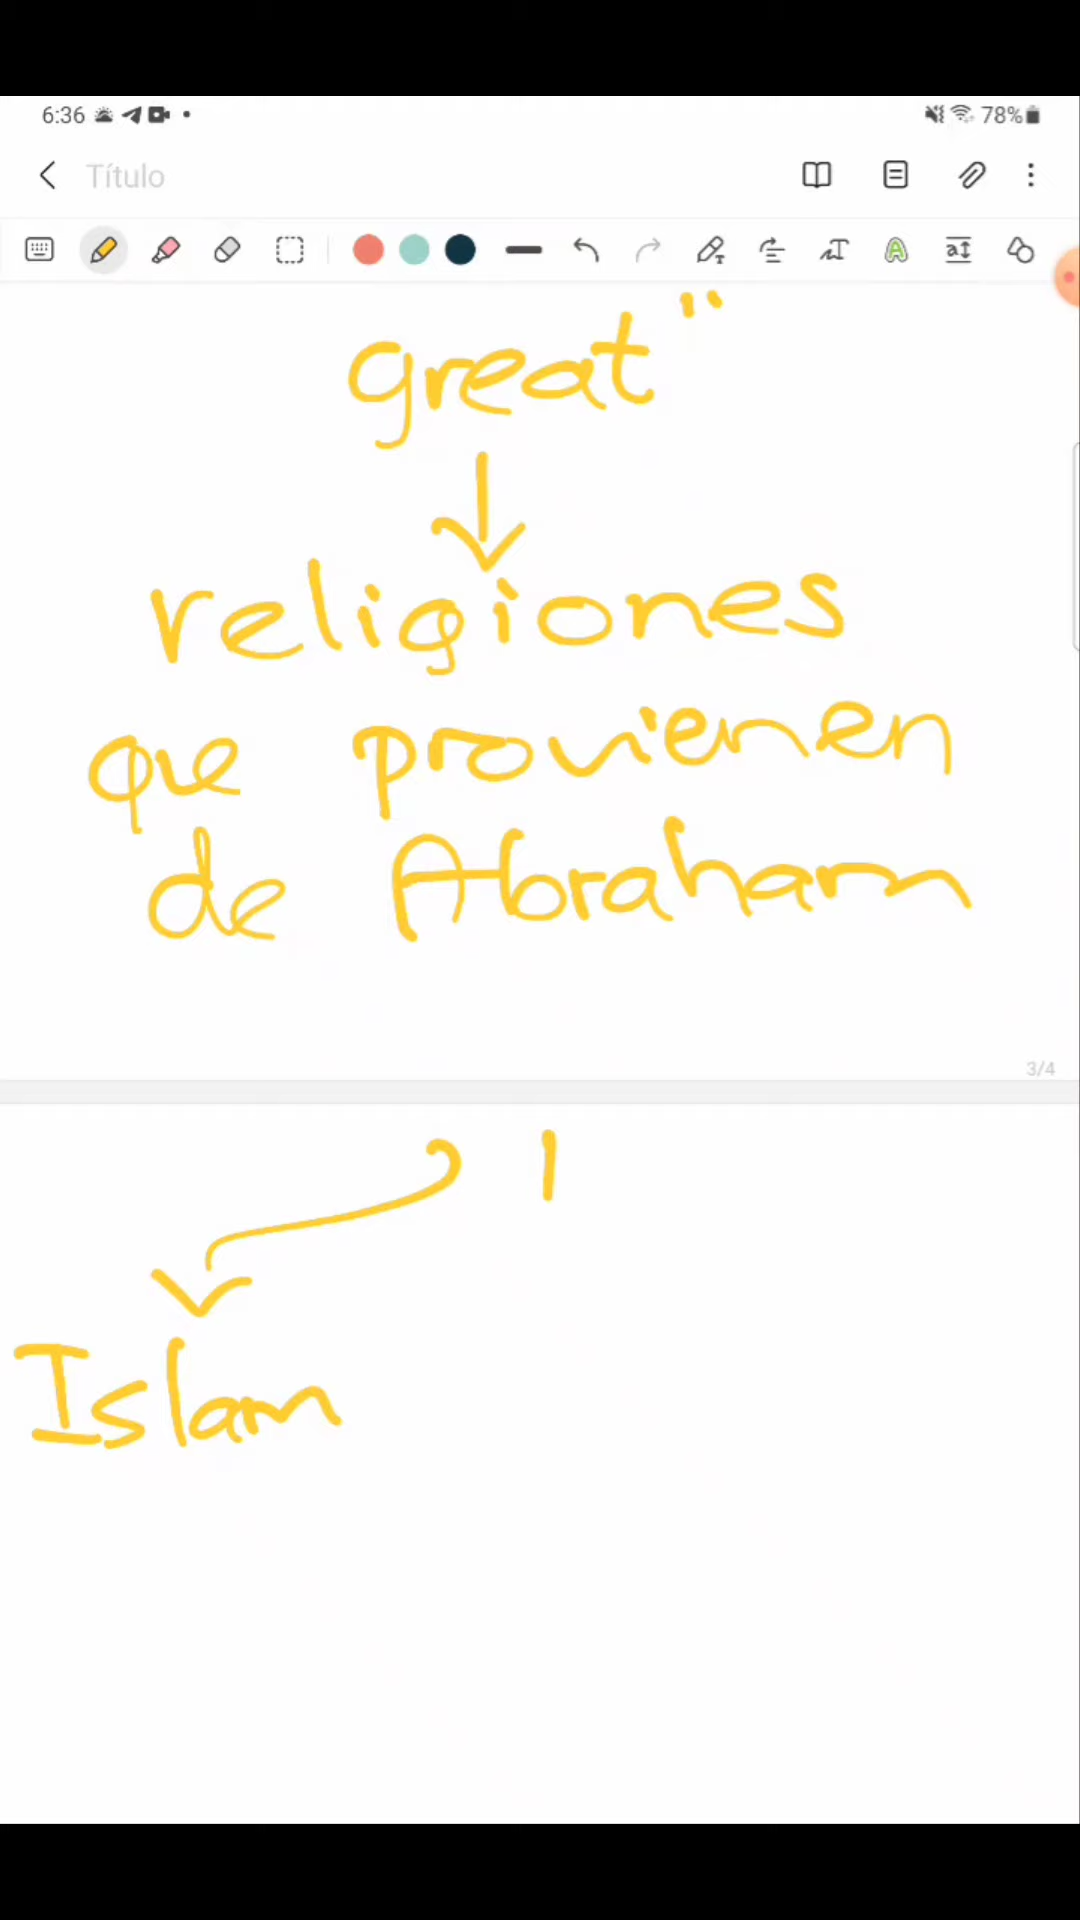 6:36
78%
Título
great"
religiones
que provienen
de Abraham
3/4
Islam